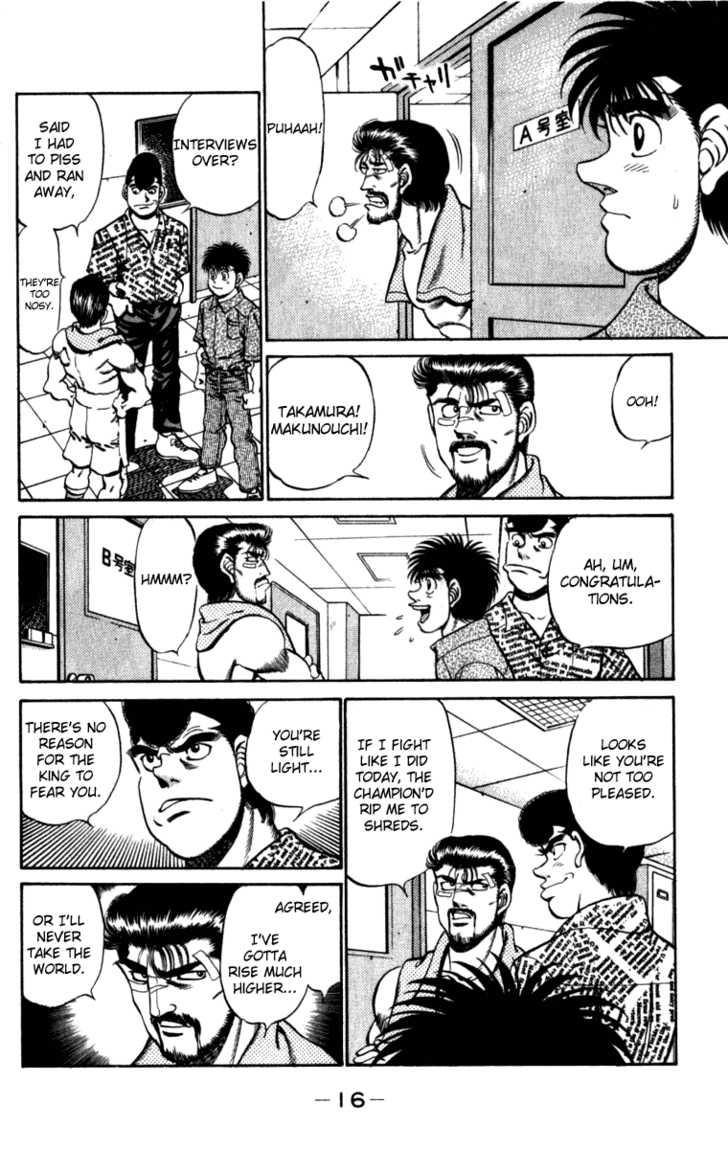 ガチャッ
A号室
PUHAAH!
INTERVIEWS
OVER?
SAID
I HAD
TO PISS
AND RAN
AWAY,
THEY'RE
TOO
NOSY.
OOH!
TAKAMURA!
MAKUNOUCHI!
AH, UM,
CONGRATULA-
TIONS.
HMMM?
B号室
LOOKS
LIKE YOU'RE
NOT TOO
PLEASED.
IF I FIGHT
LIKE I DID
TODAY, THE
CHAMPION'D
RIP ME TO
SHREDS.
YOU'RE
STILL
LIGHT...
THERE'S NO
REASON
FOR THE
KING TO
FEAR YOU.
AGREED,
I'VE
GOTTA
RISE MUCH
HIGHER...
OR I'LL
NEVER
TAKE THE
WORLD.
—16—